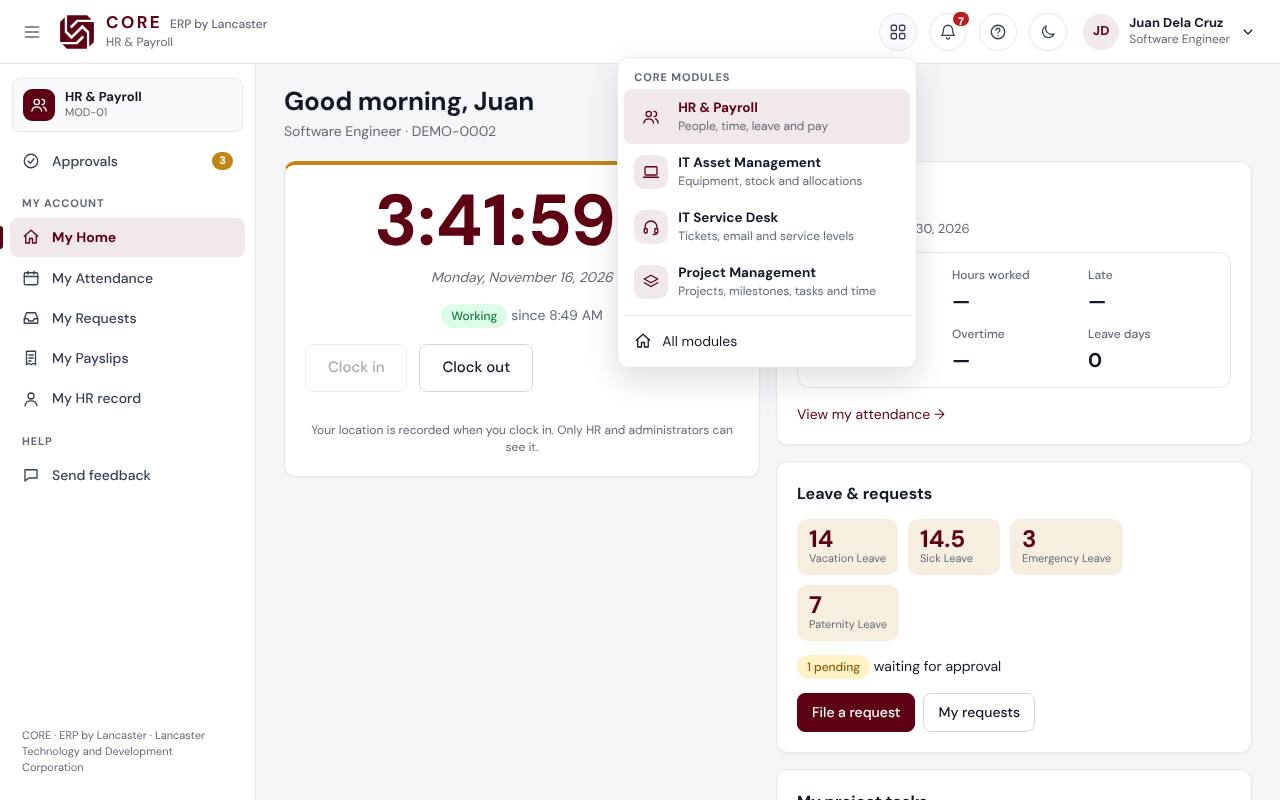 CORE ERP by Lancaster
HR & Payroll
7
JD
Juan Dela Cruz
Software Engineer
HR & Payroll
MOD-01
Approvals 3
MY ACCOUNT
My Home
My Attendance
My Requests
My Payslips
My HR record
HELP
Send feedback
CORE · ERP by Lancaster · Lancaster
Technology and Development
Corporation
Good morning, Juan
Software Engineer · DEMO-0002
3:41:59
Monday, November 16, 2026
Working since 8:49 AM
Clock in
Clock out
Your location is recorded when you clock in. Only HR and administrators can
see it.
CORE MODULES
HR & Payroll
People, time, leave and pay
IT Asset Management
Equipment, stock and allocations
IT Service Desk
Tickets, email and service levels
Project Management
Projects, milestones, tasks and time
All modules
30, 2026
Hours worked
—
Late
—
Overtime
—
Leave days
0
View my attendance →
Leave & requests
14
Vacation Leave
14.5
Sick Leave
3
Emergency Leave
7
Paternity Leave
1 pending waiting for approval
File a request
My requests
My project tasks